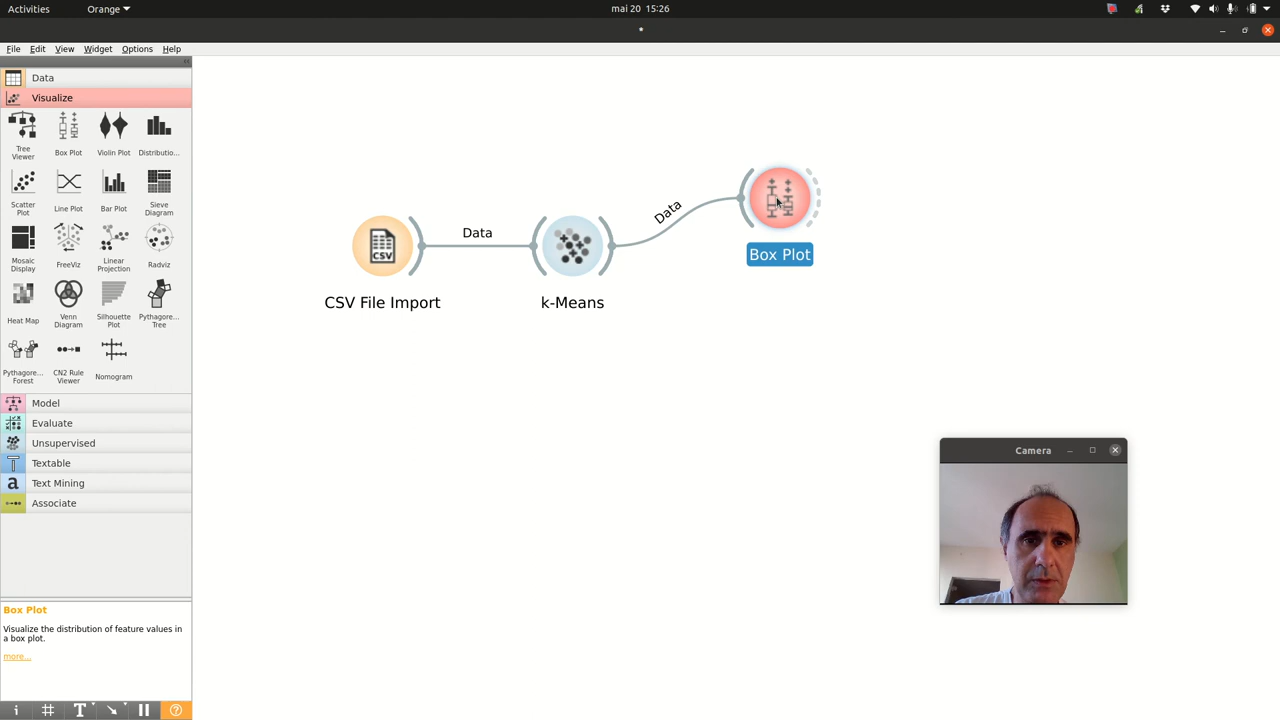 Activities
Orange
mai 20 15:26
*
File Edit View Widget Options Help
Data
Visualize
Tree Viewer
Box Plot
Violin Plot
Distributio...
Scatter Plot
Line Plot
Bar Plot
Sieve Diagram
Mosaic Display
FreeViz
Linear Projection
Radviz
Heat Map
Venn Diagram
Silhouette Plot
Pythagore... Tree
Pythagore... Forest
CN2 Rule Viewer
Nomogram
Model
Evaluate
Unsupervised
Textable
Text Mining
Associate
Box Plot
Visualize the distribution of feature values in
a box plot.
more...
CSV
CSV File Import
Data
k-Means
Data
Box Plot
Camera